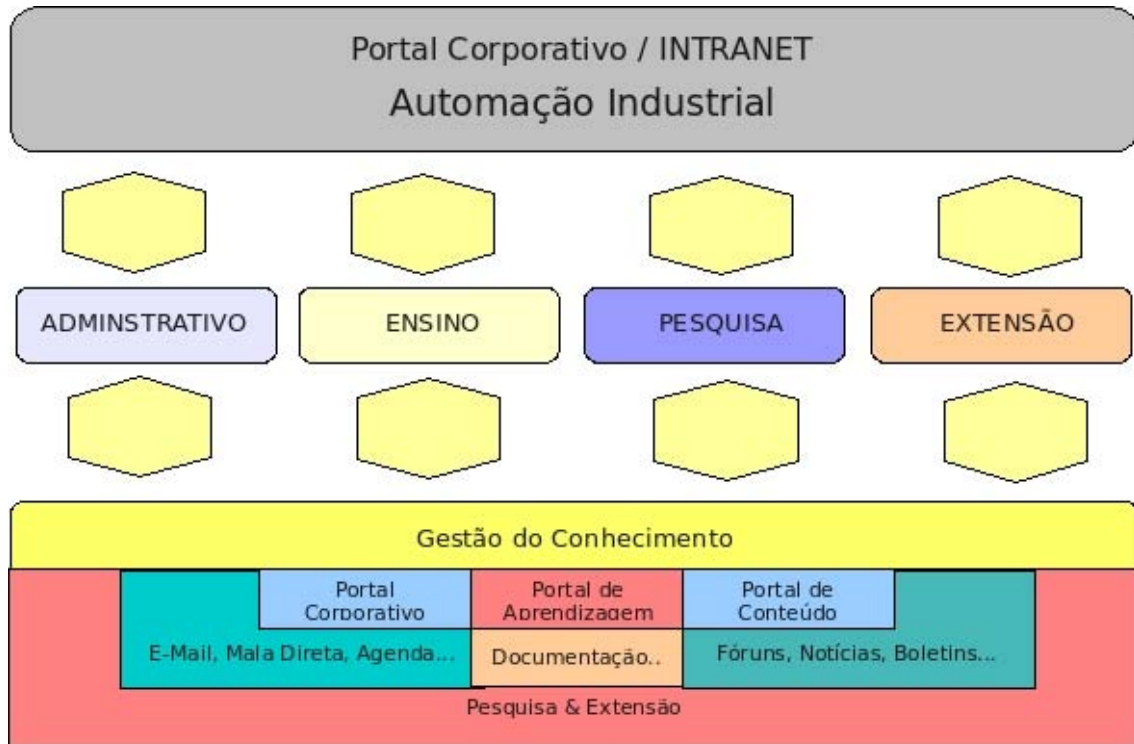 Portal Corporativo / INTRANET
Automação Industrial
ADMINSTRATIVO
ENSINO
PESQUISA
EXTENSÃO
Gestão do Conhecimento
Portal
Corporativo
Portal de
Aprendizagem
Portal de
Conteúdo
E-Mail, Mala Direta, Agenda...
Documentação..
Fóruns, Notícias, Boletins...
Pesquisa & Extensão